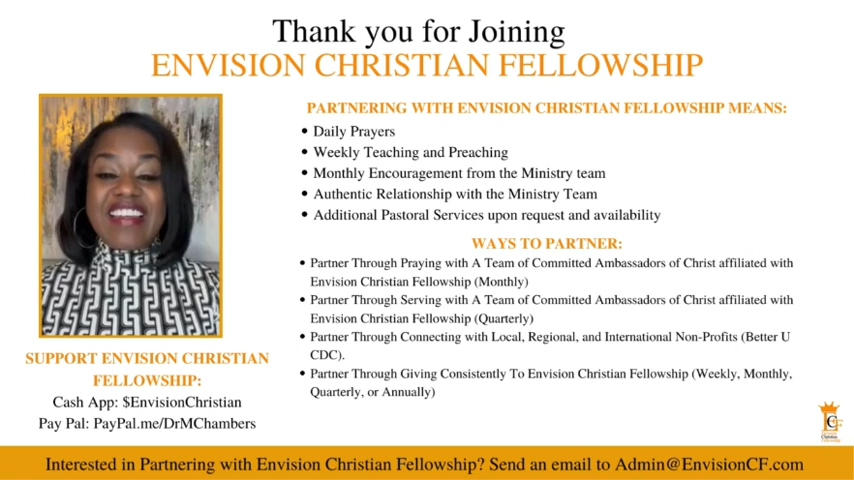 Thank you for Joining
ENVISION CHRISTIAN FELLOWSHIP
PARTNERING WITH ENVISION CHRISTIAN FELLOWSHIP MEANS:
• Daily Prayers
• Weekly Teaching and Preaching
• Monthly Encouragement from the Ministry team
• Authentic Relationship with the Ministry Team
• Additional Pastoral Services upon request and availability
WAYS TO PARTNER:
• Partner Through Praying with A Team of Committed Ambassadors of Christ affiliated with
Envision Christian Fellowship (Monthly)
• Partner Through Serving with A Team of Committed Ambassadors of Christ affiliated with
Envision Christian Fellowship (Quarterly)
• Partner Through Connecting with Local, Regional, and International Non-Profits (Better U
CDC).
• Partner Through Giving Consistently To Envision Christian Fellowship (Weekly, Monthly,
Quarterly, or Annually)
SUPPORT ENVISION CHRISTIAN
FELLOWSHIP:
Cash App: $EnvisionChristian
Pay Pal: PayPal.me/DrMChambers
Interested in Partnering with Envision Christian Fellowship? Send an email to Admin@EnvisionCF.com